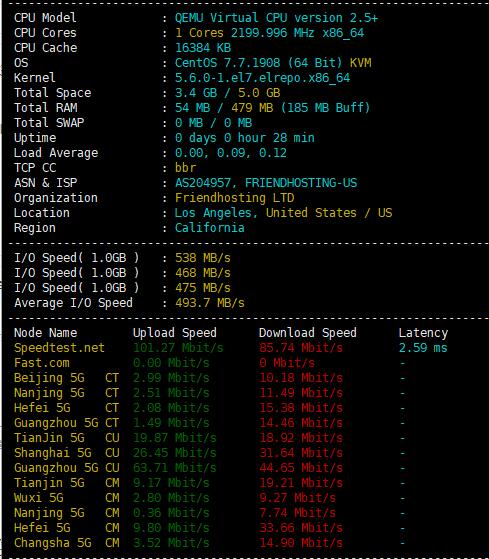 CPU Model : QEMU Virtual CPU version 2.5+
CPU Cores : 1 Cores 2199.996 MHz x86_64
CPU Cache : 16384 KB
OS : CentOS 7.7.1908 (64 Bit) KVM
Kernel : 5.6.0-1.el7.elrepo.x86_64
Total Space : 3.4 GB / 5.0 GB
Total RAM : 54 MB / 479 MB (185 MB Buff)
Total SWAP : 0 MB / 0 MB
Uptime : 0 days 0 hour 28 min
Load Average : 0.00, 0.09, 0.12
TCP CC : bbr
ASN & ISP : AS204957, FRIENDHOSTING-US
Organization : Friendhosting LTD
Location : Los Angeles, United States / US
Region : California
I/O Speed( 1.0GB ) : 538 MB/s
I/O Speed( 1.0GB ) : 468 MB/s
I/O Speed( 1.0GB ) : 475 MB/s
Average I/O Speed : 493.7 MB/s
Node Name Upload Speed Download Speed Latency
Speedtest.net 101.27 Mbit/s 85.74 Mbit/s 2.59 ms
Fast.com 0.00 Mbit/s 0 Mbit/s -
Beijing 5G CT 2.99 Mbit/s 10.18 Mbit/s -
Nanjing 5G CT 2.51 Mbit/s 11.49 Mbit/s -
Hefei 5G CT 2.08 Mbit/s 15.38 Mbit/s -
Guangzhou 5G CT 1.49 Mbit/s 14.46 Mbit/s -
TianJin 5G CU 19.87 Mbit/s 18.92 Mbit/s -
Shanghai 5G CU 26.45 Mbit/s 31.64 Mbit/s -
Guangzhou 5G CU 63.71 Mbit/s 44.65 Mbit/s -
Tianjin 5G CM 9.17 Mbit/s 19.21 Mbit/s -
Wuxi 5G CM 2.80 Mbit/s 9.27 Mbit/s -
Nanjing 5G CM 0.36 Mbit/s 7.74 Mbit/s -
Hefei 5G CM 9.80 Mbit/s 33.66 Mbit/s -
Changsha 5G CM 3.52 Mbit/s 14.90 Mbit/s -